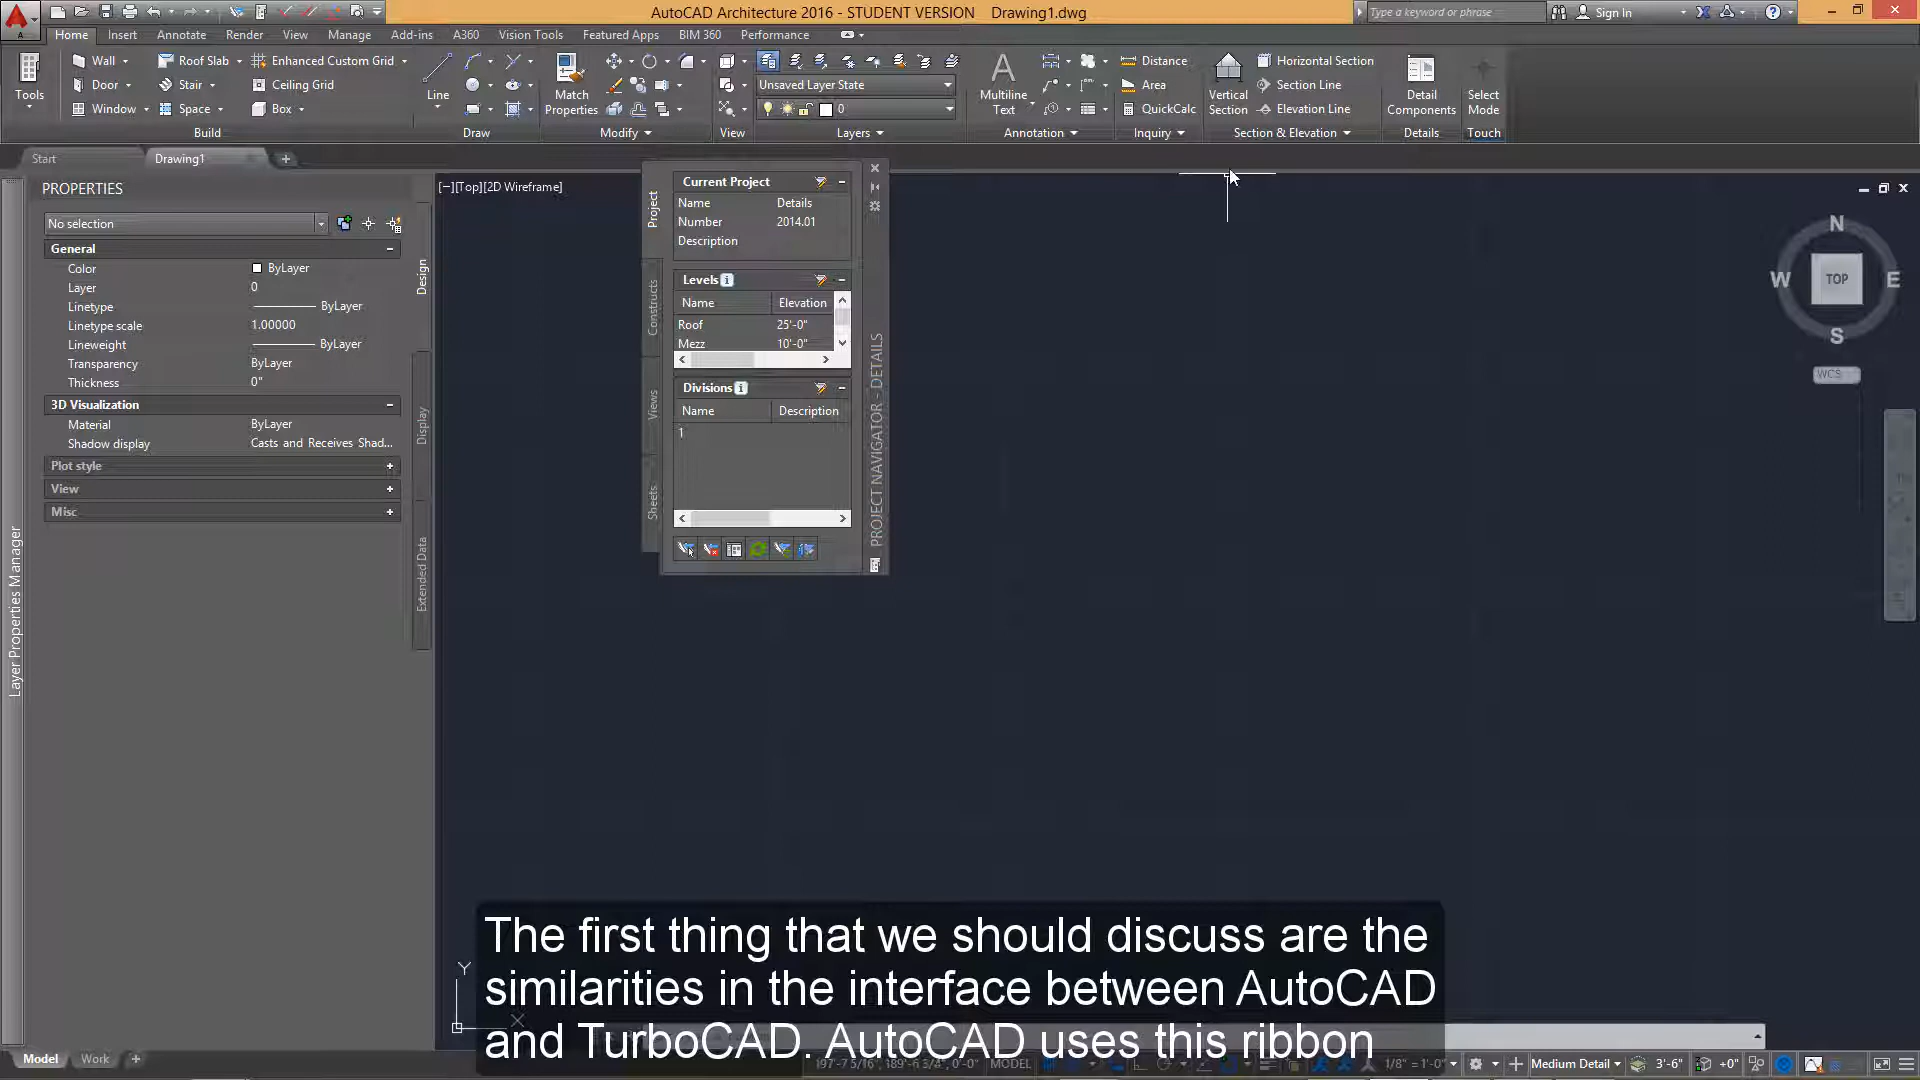 AutoCAD Architecture 2016 - STUDENT VERSION Drawing1.dwg
Type a keyword or phrase
Sign In
Home Insert Annotate Render View Manage Add-ins A360 Vision Tools Featured Apps BIM 360 Performance
Wall Roof Slab Enhanced Custom Grid
Door Stair Ceiling Grid
Window Space Box
Tools
Line
Match Properties
Unsaved Layer State
0
Multiline Text
Distance
Area
QuickCalc
Vertical Section
Horizontal Section
Section Line
Elevation Line
Detail Components
Select Mode
Build Draw Modify View Layers Annotation Inquiry Section & Elevation Details Touch
Start Drawing1
PROPERTIES
No selection
General
Color ByLayer
Layer 0
Linetype ByLayer
Linetype scale 1.00000
Lineweight ByLayer
Transparency ByLayer
Thickness 0"
3D Visualization
Material ByLayer
Shadow display Casts and Receives Shad...
Plot style
View
Misc
Design
Display
Extended Data
Layer Properties Manager
[−][Top][2D Wireframe]
Project
Constructs
Views
Sheets
Current Project
Name Details
Number 2014.01
Description
Levels
Name Elevation
Roof 25'-0"
Mezz 10'-0"
Divisions
Name Description
1
PROJECT NAVIGATOR - DETAILS
N
W TOP E
S
WCS
Y
X
The first thing that we should discuss are the
similarities in the interface between AutoCAD
and TurboCAD. AutoCAD uses this ribbon
Model Work
MODEL
1/8" = 1'-0"
Medium Detail
3'-6"
+0"